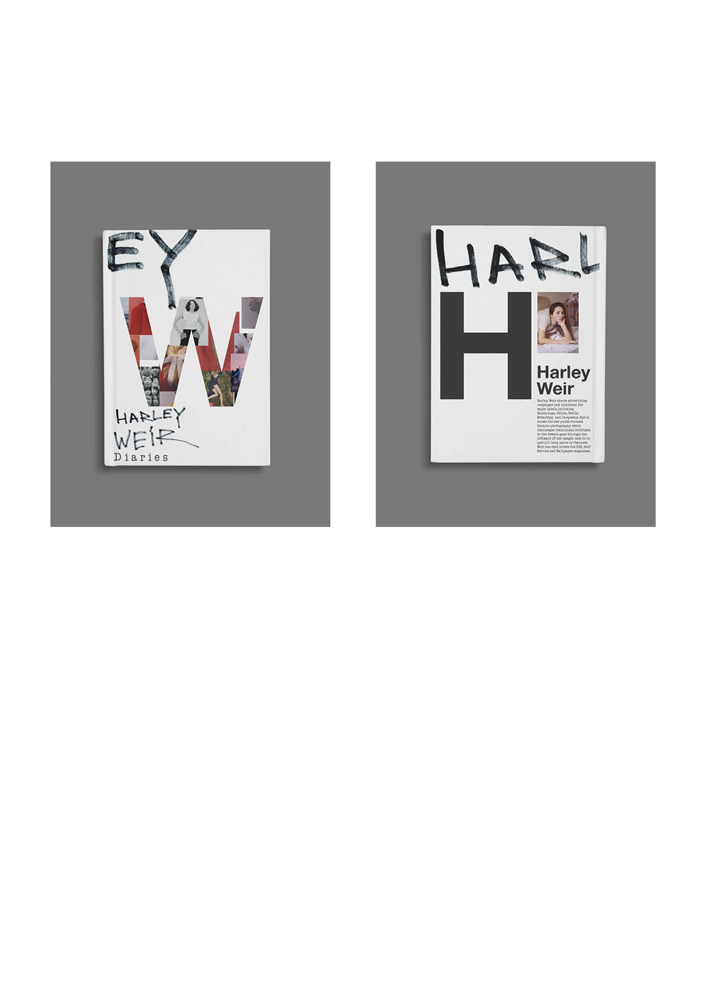 EY
W
HARLEY
WEIR
Diaries
HARL
H
Harley
Weir
Harley Weir shoots advertising
campaigns and lookbooks for
major labels including
Balenciaga, Céline, Stella
McCartney and Jacquemus. She is
known for her youth-focused
fashion photography which
challenges traditional attitudes
to the female gaze through the
intimacy of her images, uses in on
specific body parts or features.
Weir has shot covers for POP, Self
Service and Wallpaper magazines.